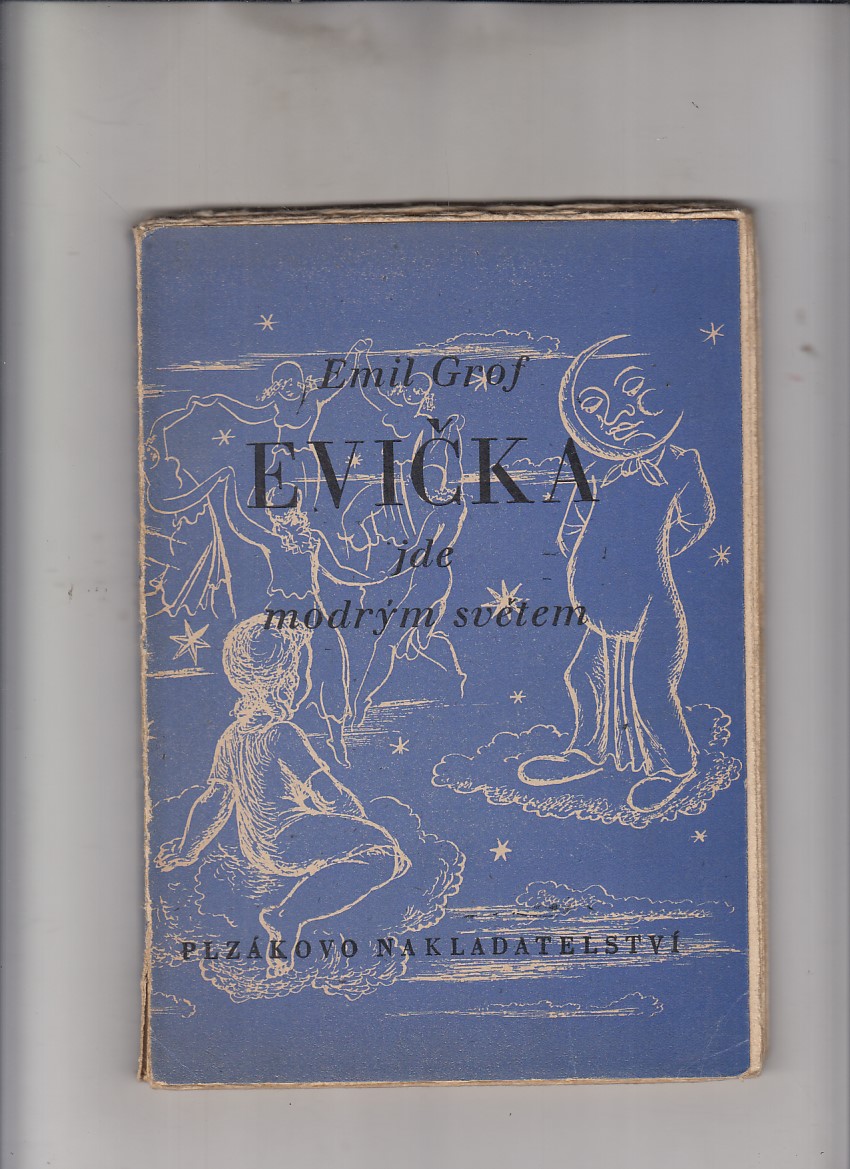 Emil Grof
EVIČKA
jde
modrým světem
PLZÁKOVO NAKLADATELSTVÍ